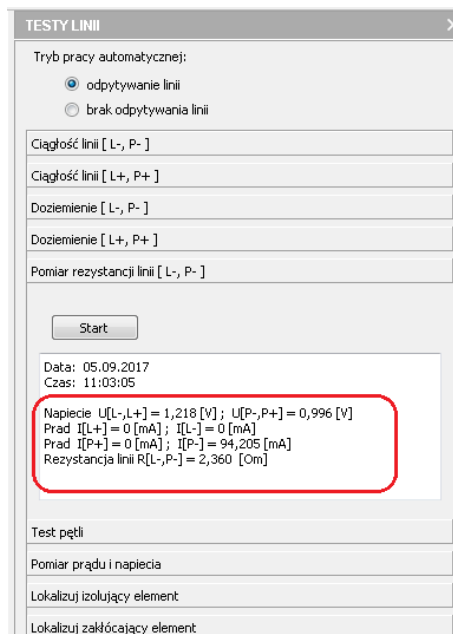 TESTY LINII
Tryb pracy automatycznej:
odpytywanie linii
brak odpytywania linii
Ciągłość linii [ L-, P- ]
Ciągłość linii [ L+, P+ ]
Doziemienie [ L-, P- ]
Doziemienie [ L+, P+ ]
Pomiar rezystancji linii [ L-, P- ]
Start
Data: 05.09.2017
Czas: 11:03:05
Napiecie U[L-,L+] = 1,218 [V] ; U[P-,P+] = 0,996 [V]
Prad I[L+] = 0 [mA] ; I[L-] = 0 [mA]
Prad I[P+] = 0 [mA] ; I[P-] = 94,205 [mA]
Rezystancja linii R[L-,P-] = 2,360 [Om]
Test pętli
Pomiar prądu i napiecia
Lokalizuj izolujący element
Lokalizuj zakłócający element